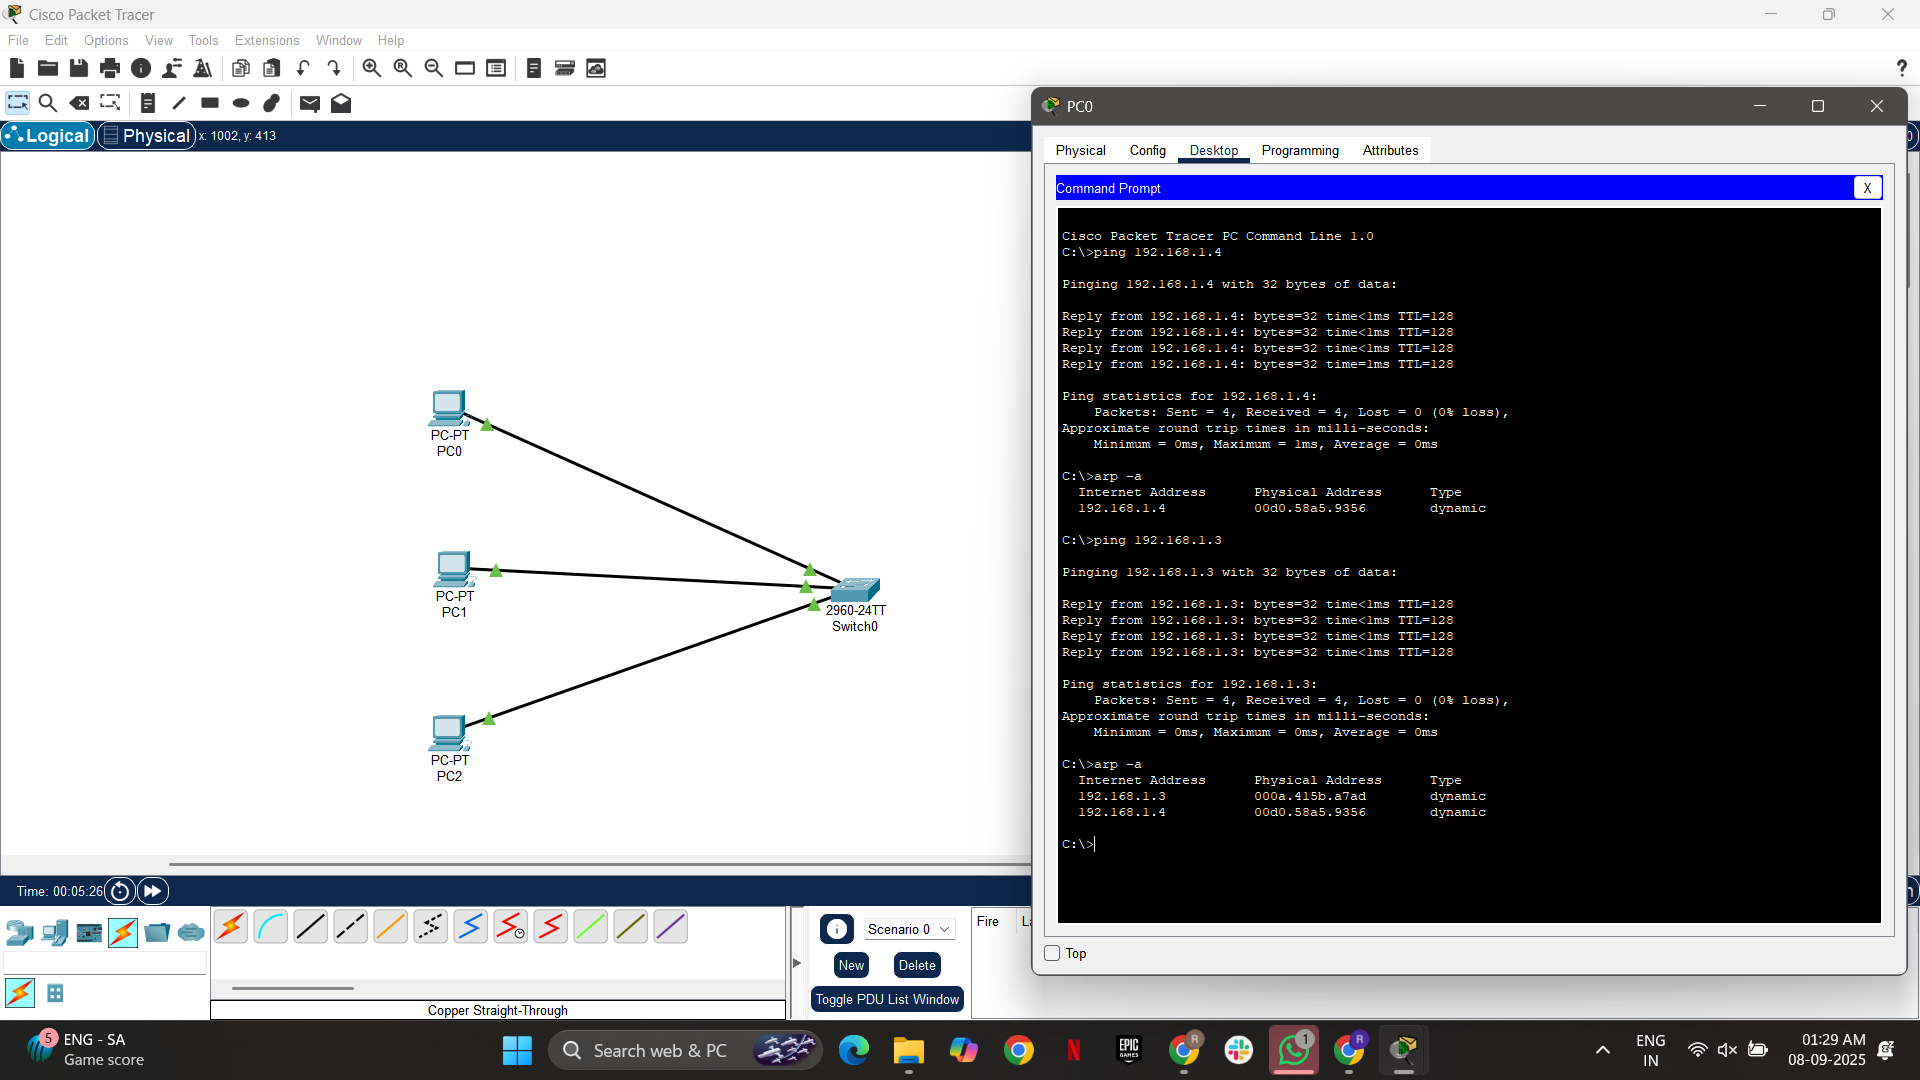 Cisco Packet Tracer
File Edit Options View Tools Extensions Window Help
Logical Physical x: 1002, y: 413
PC-PT
PC0
PC-PT
PC1
2960-24TT
Switch0
PC-PT
PC2
PC0
Physical Config Desktop Programming Attributes
Command Prompt X
Cisco Packet Tracer PC Command Line 1.0
C:\>ping 192.168.1.4
Pinging 192.168.1.4 with 32 bytes of data:
Reply from 192.168.1.4: bytes=32 time<1ms TTL=128
Reply from 192.168.1.4: bytes=32 time<1ms TTL=128
Reply from 192.168.1.4: bytes=32 time<1ms TTL=128
Reply from 192.168.1.4: bytes=32 time=1ms TTL=128
Ping statistics for 192.168.1.4:
Packets: Sent = 4, Received = 4, Lost = 0 (0% loss),
Approximate round trip times in milli-seconds:
Minimum = 0ms, Maximum = 1ms, Average = 0ms
C:\>arp -a
Internet Address Physical Address Type
192.168.1.4 00d0.58a5.9356 dynamic
C:\>ping 192.168.1.3
Pinging 192.168.1.3 with 32 bytes of data:
Reply from 192.168.1.3: bytes=32 time<1ms TTL=128
Reply from 192.168.1.3: bytes=32 time<1ms TTL=128
Reply from 192.168.1.3: bytes=32 time<1ms TTL=128
Reply from 192.168.1.3: bytes=32 time<1ms TTL=128
Ping statistics for 192.168.1.3:
Packets: Sent = 4, Received = 4, Lost = 0 (0% loss),
Approximate round trip times in milli-seconds:
Minimum = 0ms, Maximum = 0ms, Average = 0ms
C:\>arp -a
Internet Address Physical Address Type
192.168.1.3 000a.415b.a7ad dynamic
192.168.1.4 00d0.58a5.9356 dynamic
C:\>
Top
Time: 00:05:26
Copper Straight-Through
Scenario 0
New Delete
Toggle PDU List Window
Fire
5 ENG - SA
Game score
Search web & PC
EPIC GAMES
R
1
R
ENG
IN
01:29 AM
08-09-2025